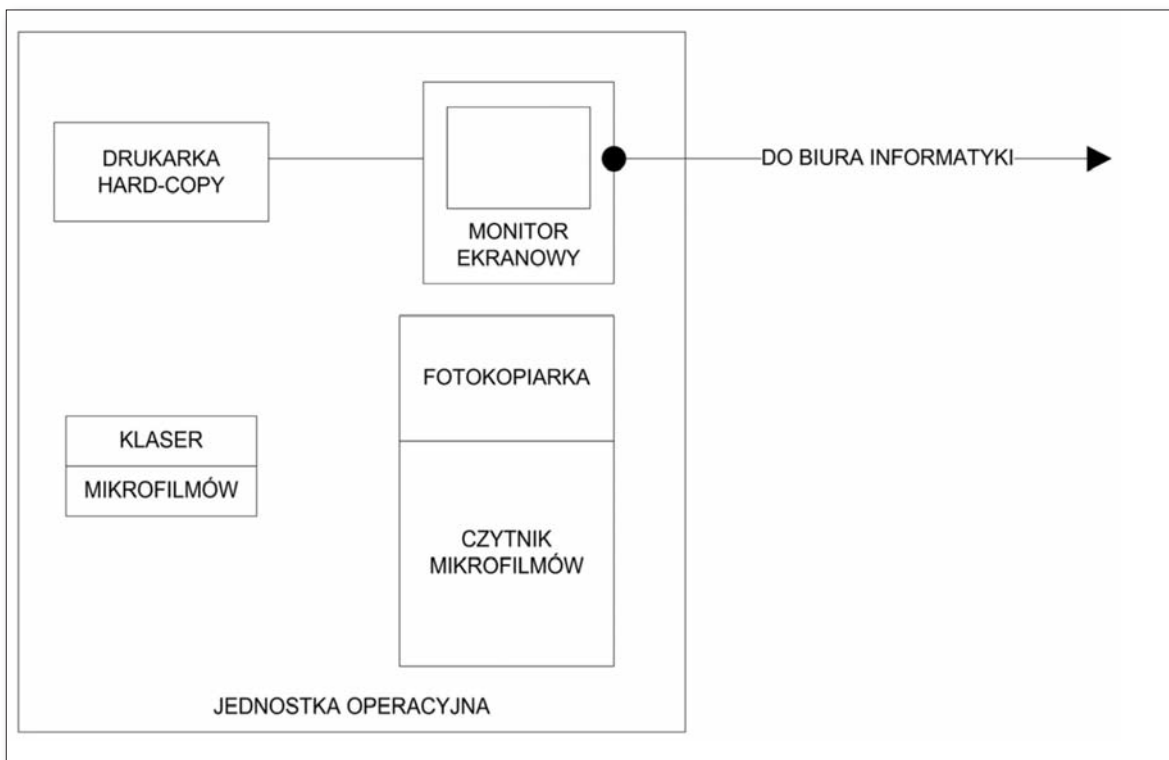 DRUKARKA
HARD-COPY
MONITOR
EKRANOWY
DO BIURA INFORMATYKI
FOTOKOPIARKA
KLASER
MIKROFILMÓW
CZYTNIK
MIKROFILMÓW
JEDNOSTKA OPERACYJNA